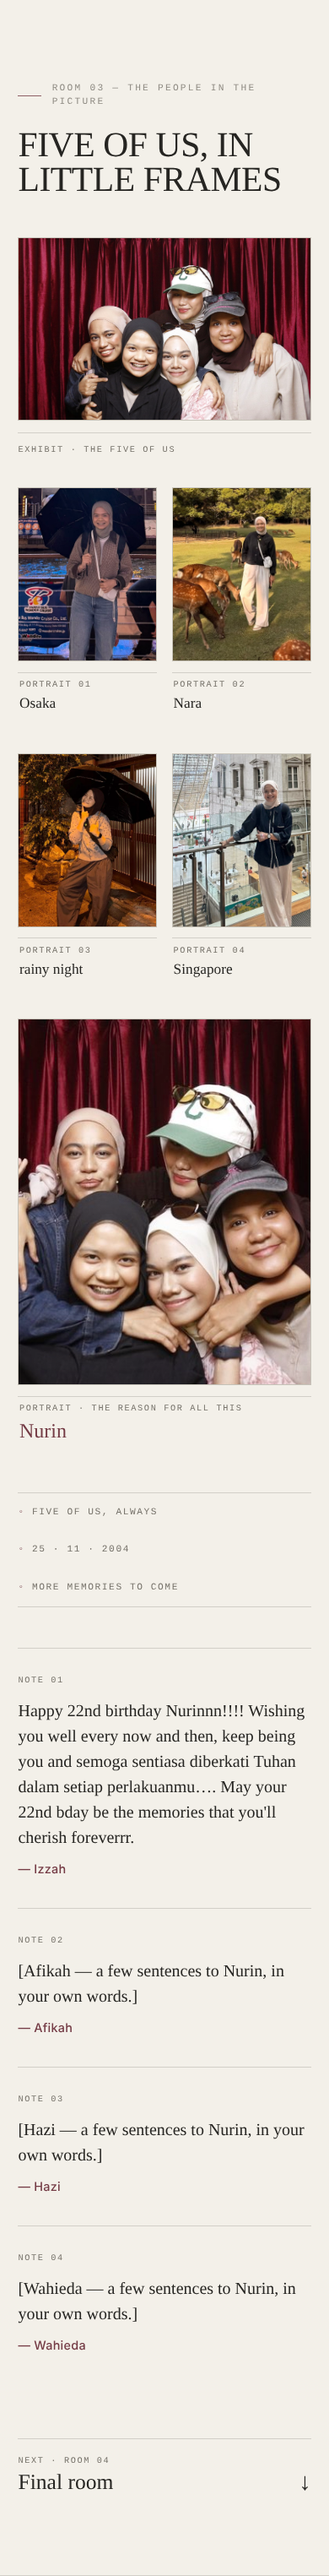 ROOM 03 — THE PEOPLE IN THE
PICTURE
FIVE OF US, IN
LITTLE FRAMES
EXHIBIT · THE FIVE OF US
PORTRAIT 01
Osaka
PORTRAIT 02
Nara
PORTRAIT 03
rainy night
PORTRAIT 04
Singapore
PORTRAIT · THE REASON FOR ALL THIS
Nurin
FIVE OF US, ALWAYS
25 · 11 · 2004
MORE MEMORIES TO COME
NOTE 01
Happy 22nd birthday Nurinnn!!!! Wishing
you well every now and then, keep being
you and semoga sentiasa diberkati Tuhan
dalam setiap perlakuanmu…. May your
22nd bday be the memories that you'll
cherish foreverrr.
— Izzah
NOTE 02
[Afikah — a few sentences to Nurin, in
your own words.]
— Afikah
NOTE 03
[Hazi — a few sentences to Nurin, in your
own words.]
— Hazi
NOTE 04
[Wahieda — a few sentences to Nurin, in
your own words.]
— Wahieda
NEXT · ROOM 04
Final room ↓